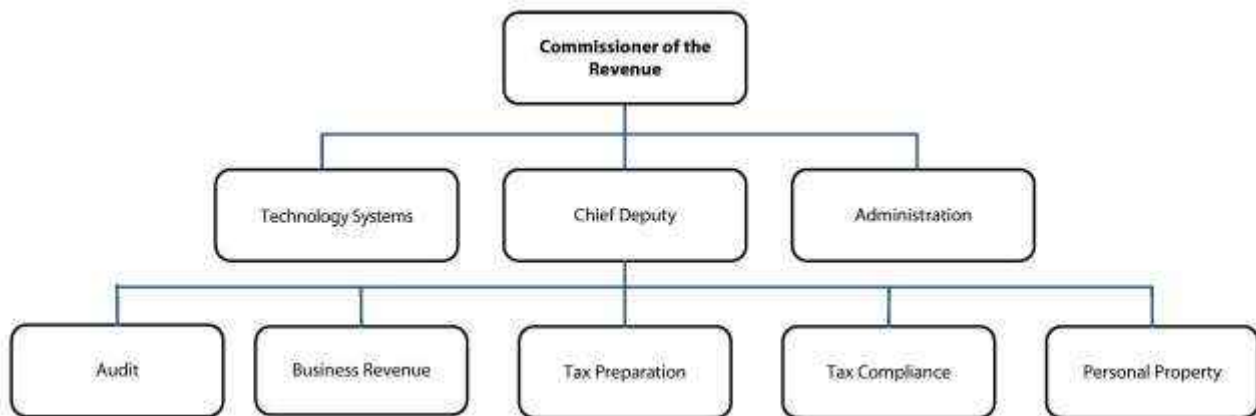 Commissioner of the
Revenue
Technology Systems
Chief Deputy
Administration
Audit
Business Revenue
Tax Preparation
Tax Compliance
Personal Property